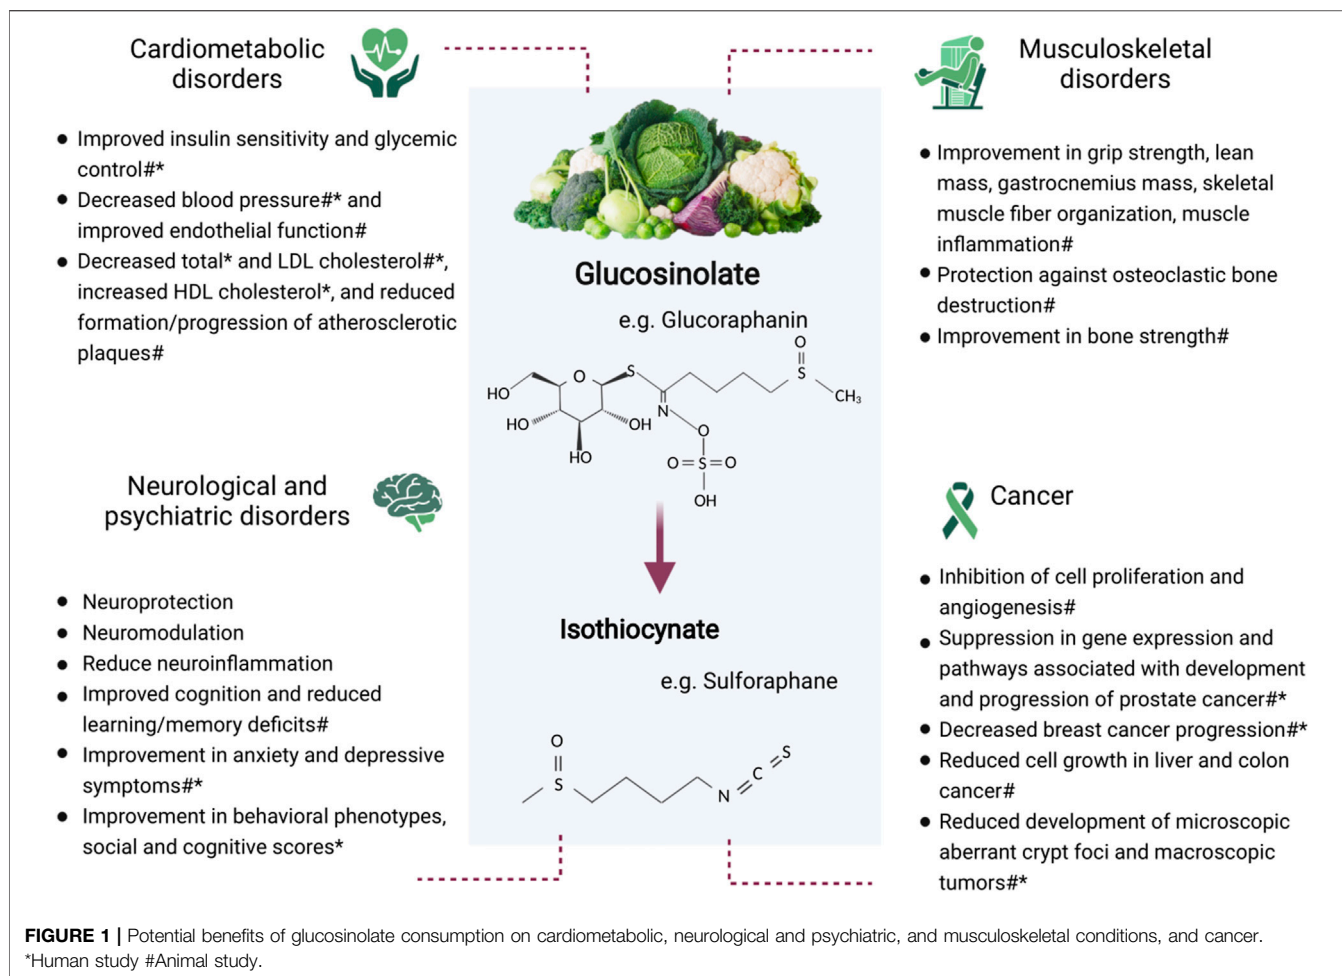 Cardiometabolic
disorders
• Improved insulin sensitivity and glycemic
control#*
• Decreased blood pressure#* and
improved endothelial function#
• Decreased total* and LDL cholesterol#*,
increased HDL cholesterol*, and reduced
formation/progression of atherosclerotic
plaques#
Musculoskeletal
disorders
• Improvement in grip strength, lean
mass, gastrocnemius mass, skeletal
muscle fiber organization, muscle
inflammation#
• Protection against osteoclastic bone
destruction#
• Improvement in bone strength#
Glucosinolate
e.g. Glucoraphanin
O
S
O
S
CH₃
HO
N
HO
OH
O
HO
O=S=O
OH
Isothiocynate
e.g. Sulforaphane
O
S
N
C
S
Neurological and
psychiatric disorders
• Neuroprotection
• Neuromodulation
• Reduce neuroinflammation
• Improved cognition and reduced
learning/memory deficits#
• Improvement in anxiety and depressive
symptoms#*
• Improvement in behavioral phenotypes,
social and cognitive scores*
Cancer
• Inhibition of cell proliferation and
angiogenesis#
• Suppression in gene expression and
pathways associated with development
and progression of prostate cancer#*
• Decreased breast cancer progression#*
• Reduced cell growth in liver and colon
cancer#
• Reduced development of microscopic
aberrant crypt foci and macroscopic
tumors#*
FIGURE 1 | Potential benefits of glucosinolate consumption on cardiometabolic, neurological and psychiatric, and musculoskeletal conditions, and cancer.
*Human study #Animal study.